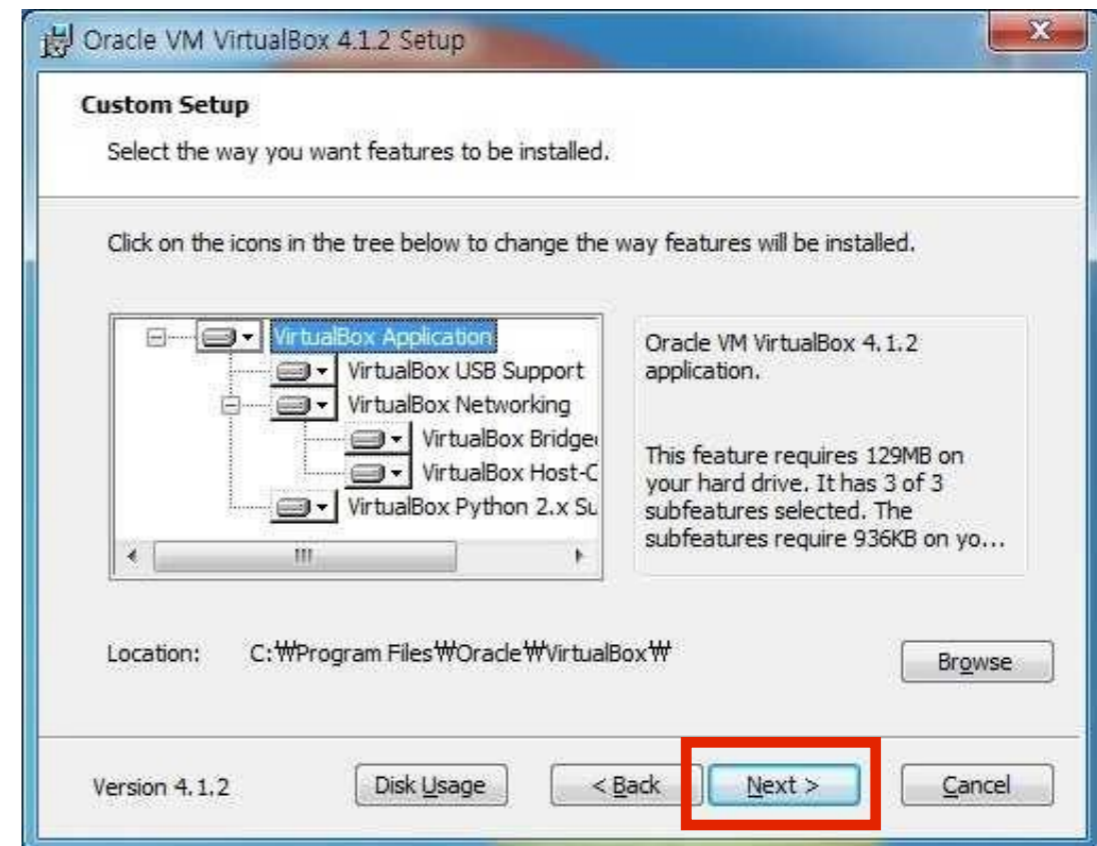 Oracle VM VirtualBox 4.1.2 Setup
Custom Setup
Select the way you want features to be installed.
Click on the icons in the tree below to change the way features will be installed.
VirtualBox Application
VirtualBox USB Support
VirtualBox Networking
VirtualBox Bridge
VirtualBox Host-C
VirtualBox Python 2.x Su
Oracle VM VirtualBox 4.1.2
application.
This feature requires 129MB on
your hard drive. It has 3 of 3
subfeatures selected. The
subfeatures require 936KB on yo...
Location: C:₩Program Files₩Oracle₩VirtualBox₩
Browse
Version 4.1.2
Disk Usage
< Back
Next >
Cancel